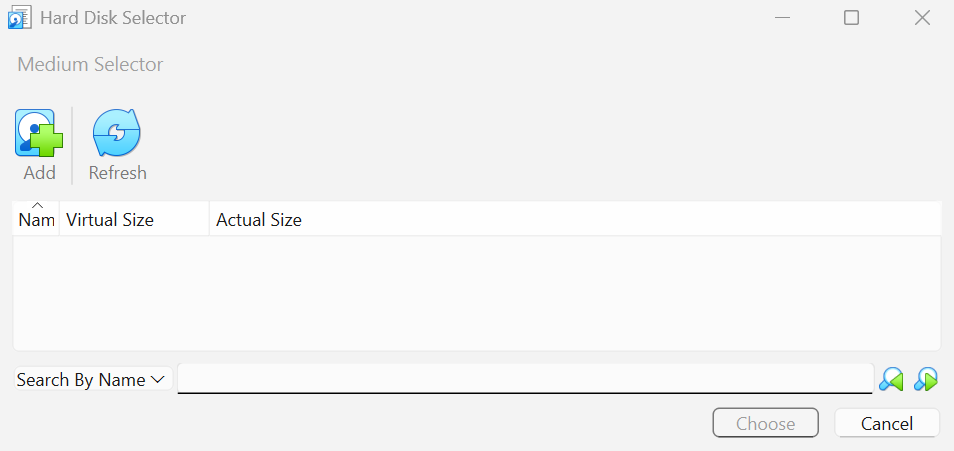 Hard Disk Selector
Medium Selector
Add Refresh
Nam Virtual Size Actual Size
Search By Name
Choose Cancel